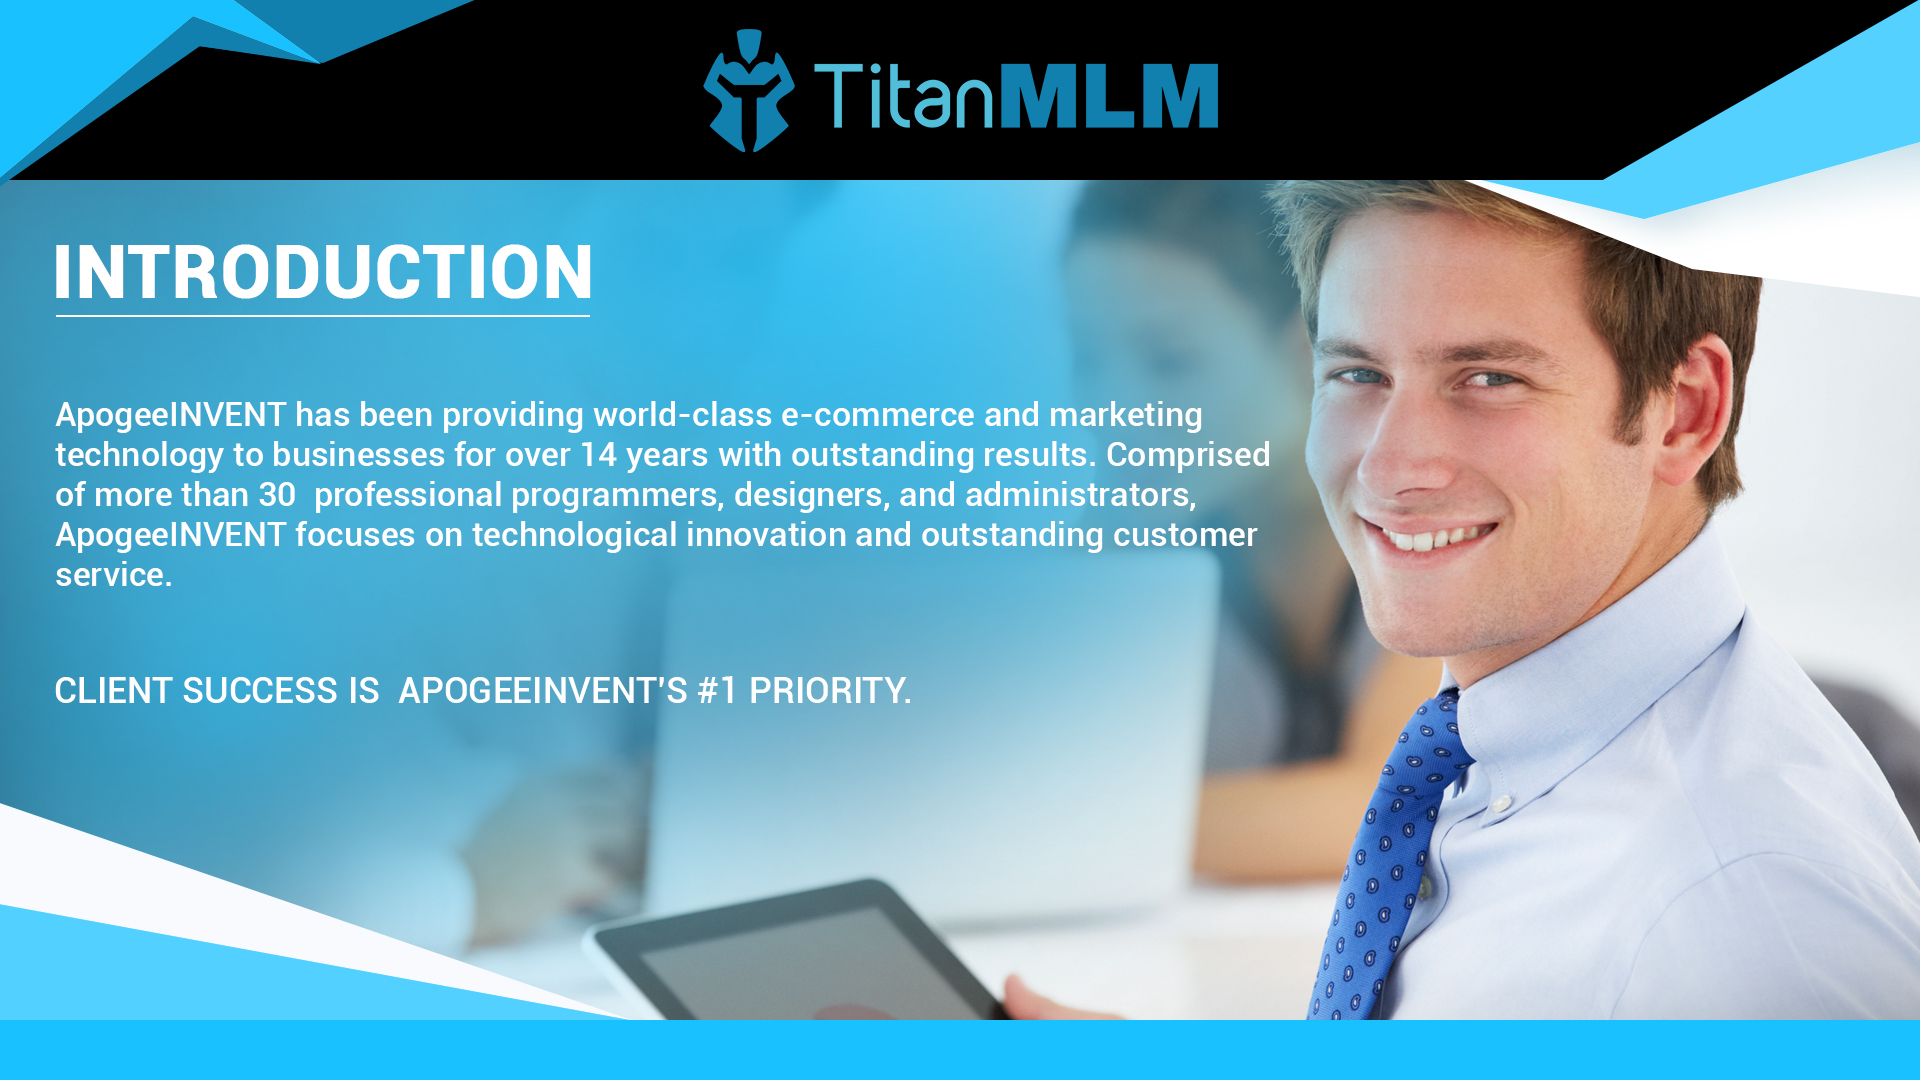 TitanMLM
INTRODUCTION
ApogeeINVENT has been providing world-class e-commerce and marketing
technology to businesses for over 14 years with outstanding results. Comprised
of more than 30  professional programmers, designers, and administrators,
ApogeeINVENT focuses on technological innovation and outstanding customer
service.
CLIENT SUCCESS IS  APOGEEINVENT'S #1 PRIORITY.